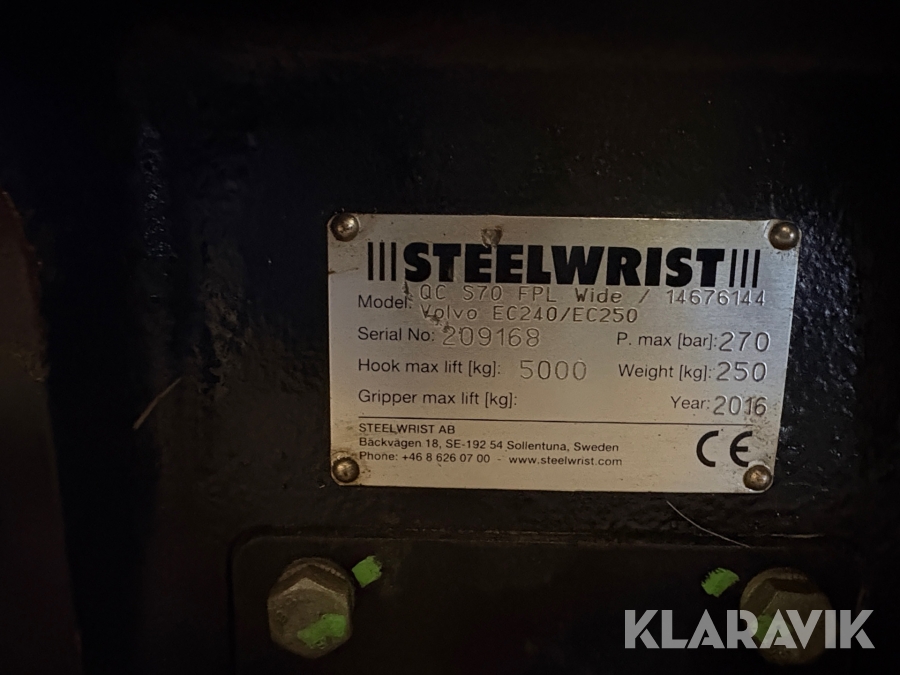 STEELWRIST
Model: QC S70 FPL Wide / 14676144
Volvo EC240/EC250
Serial No: 209168 P. max [bar]: 270
Hook max lift [kg]: 5000 Weight [kg]: 250
Gripper max lift [kg]: Year: 2016
STEELWRIST AB
Bäckvägen 18, SE-192 54 Sollentuna, Sweden
Phone: +46 8 626 07 00 - www.steelwrist.com
CE
KLARAVIK